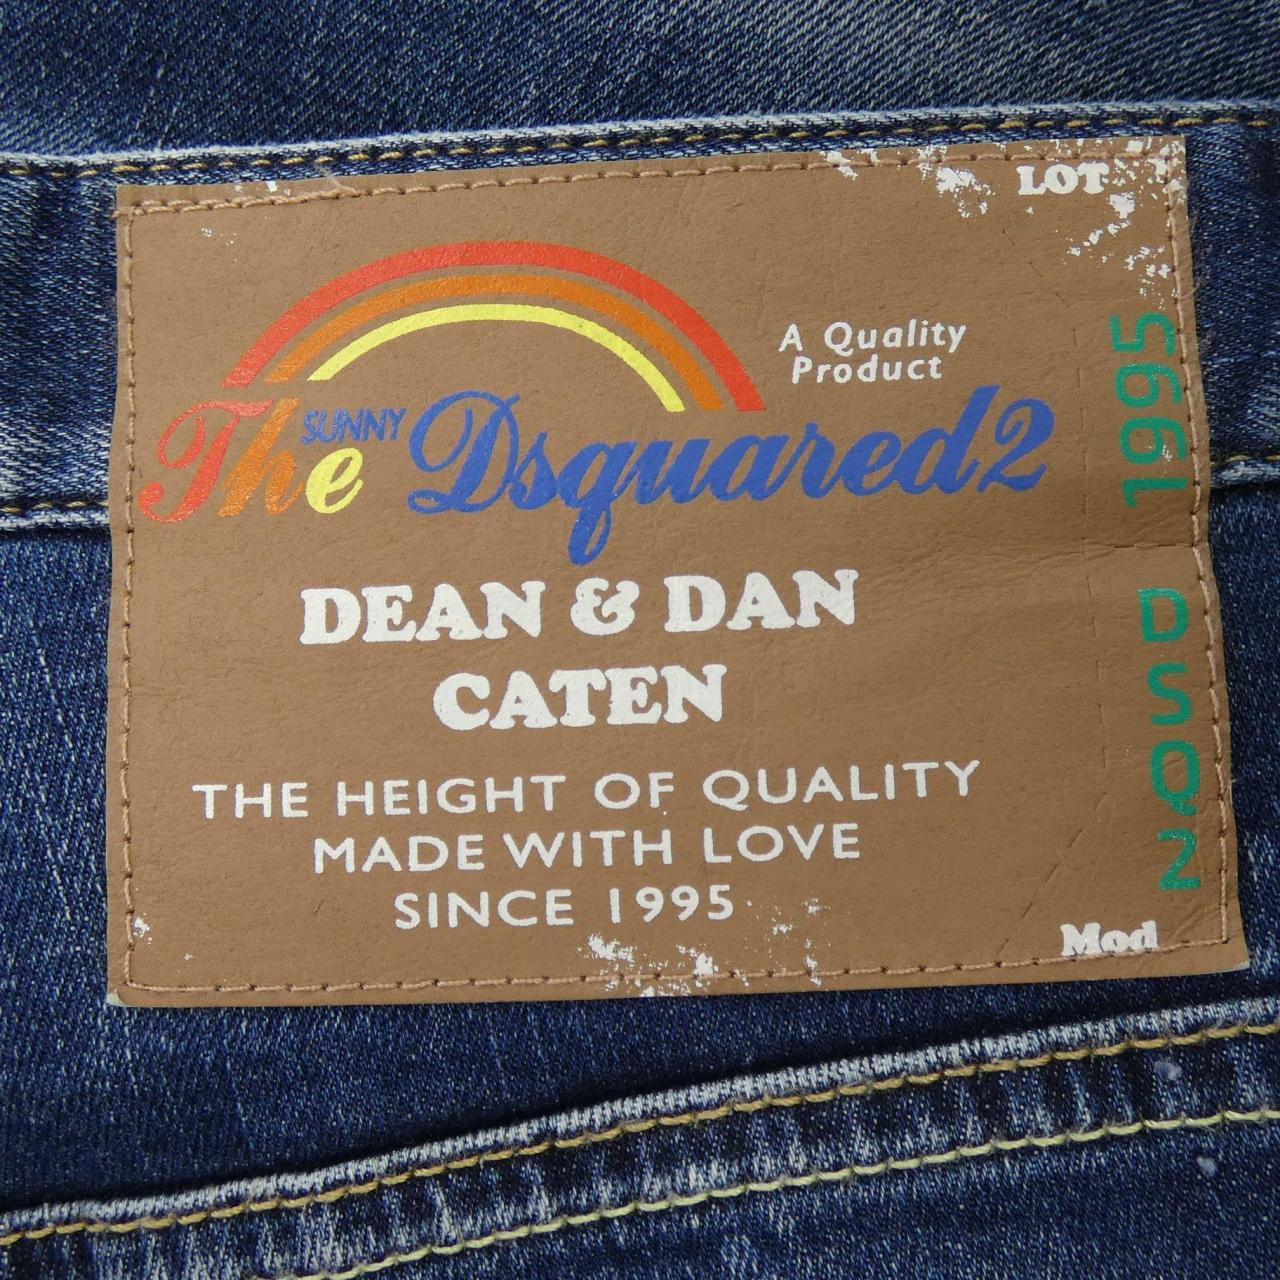 LOT
A Quality
Product
The SUNNY Dsquared2
DEAN & DAN
CATEN
THE HEIGHT OF QUALITY
MADE WITH LOVE
SINCE 1995
2QSD 1995
Mod